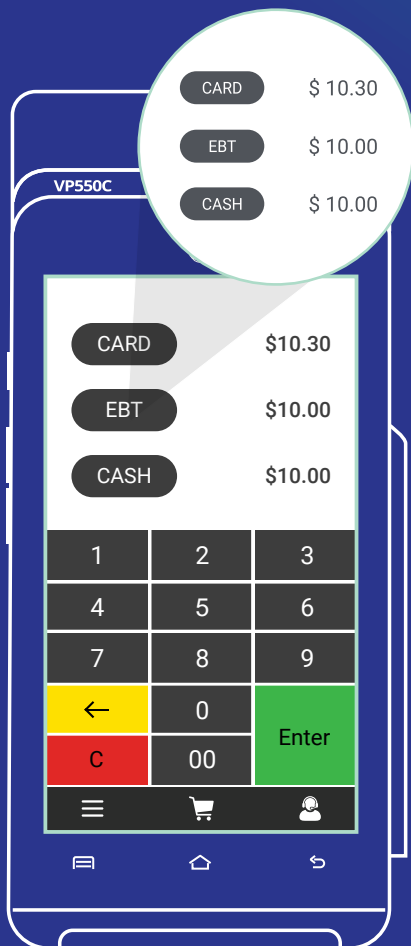 CARD $ 10.30
EBT $ 10.00
CASH $ 10.00
VP550C
CARD $10.30
EBT $10.00
CASH $10.00
1 2 3
4 5 6
7 8 9
0
Enter
C 00